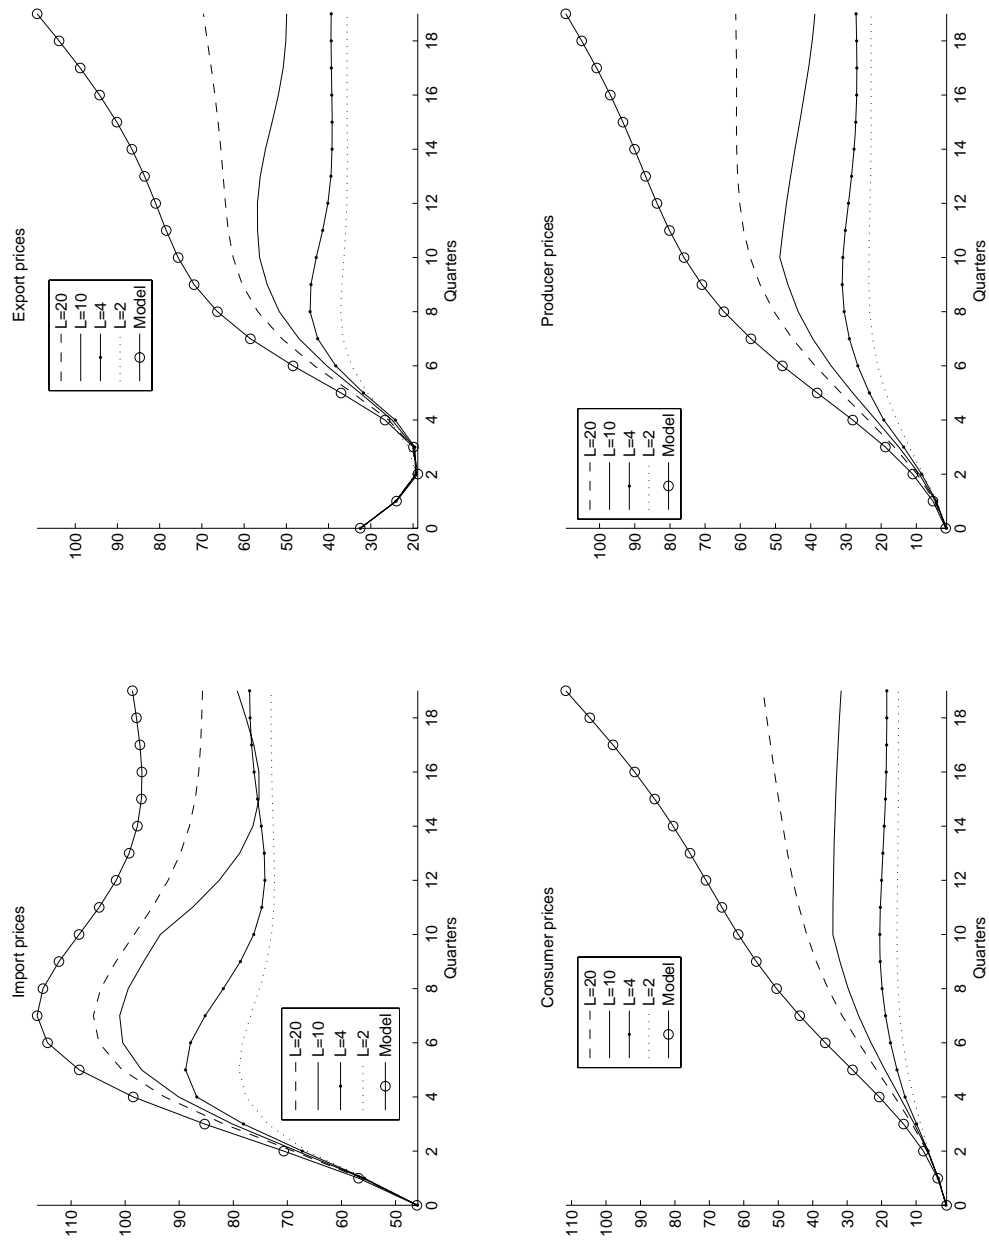 Import prices
110
100
90
80
70
60
50
L=20
L=10
L=4
L=2
Model
0 2 4 6 8 10 12 14 16 18
Quarters
Export prices
100
90
80
70
60
50
40
30
20
L=20
L=10
L=4
L=2
Model
0 2 4 6 8 10 12 14 16 18
Quarters
Consumer prices
110
100
90
80
70
60
50
40
30
20
10
L=20
L=10
L=4
L=2
Model
0 2 4 6 8 10 12 14 16 18
Quarters
Producer prices
100
90
80
70
60
50
40
30
20
10
L=20
L=10
L=4
L=2
Model
0 2 4 6 8 10 12 14 16 18
Quarters